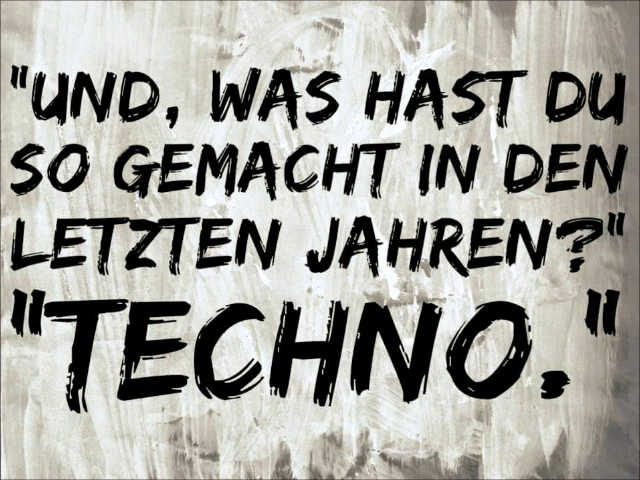 "UND, WAS HAST DU
SO GEMACHT IN DEN
LETZTEN JAHREN?"
"TECHNO."